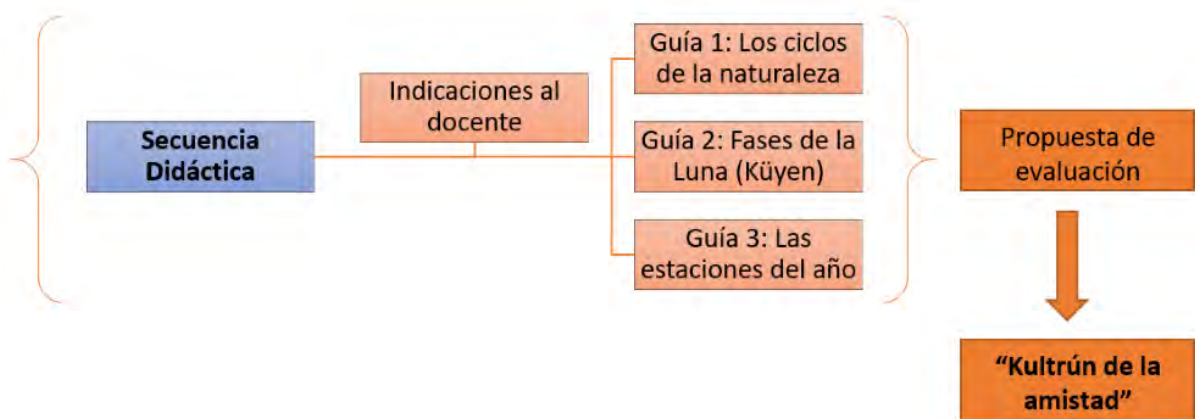 Secuencia
Didáctica
Indicaciones al
docente
Guía 1: Los ciclos
de la naturaleza
Guía 2: Fases de la
Luna (Küyen)
Guía 3: Las
estaciones del año
Propuesta de
evaluación
“Kultrún de la
amistad”